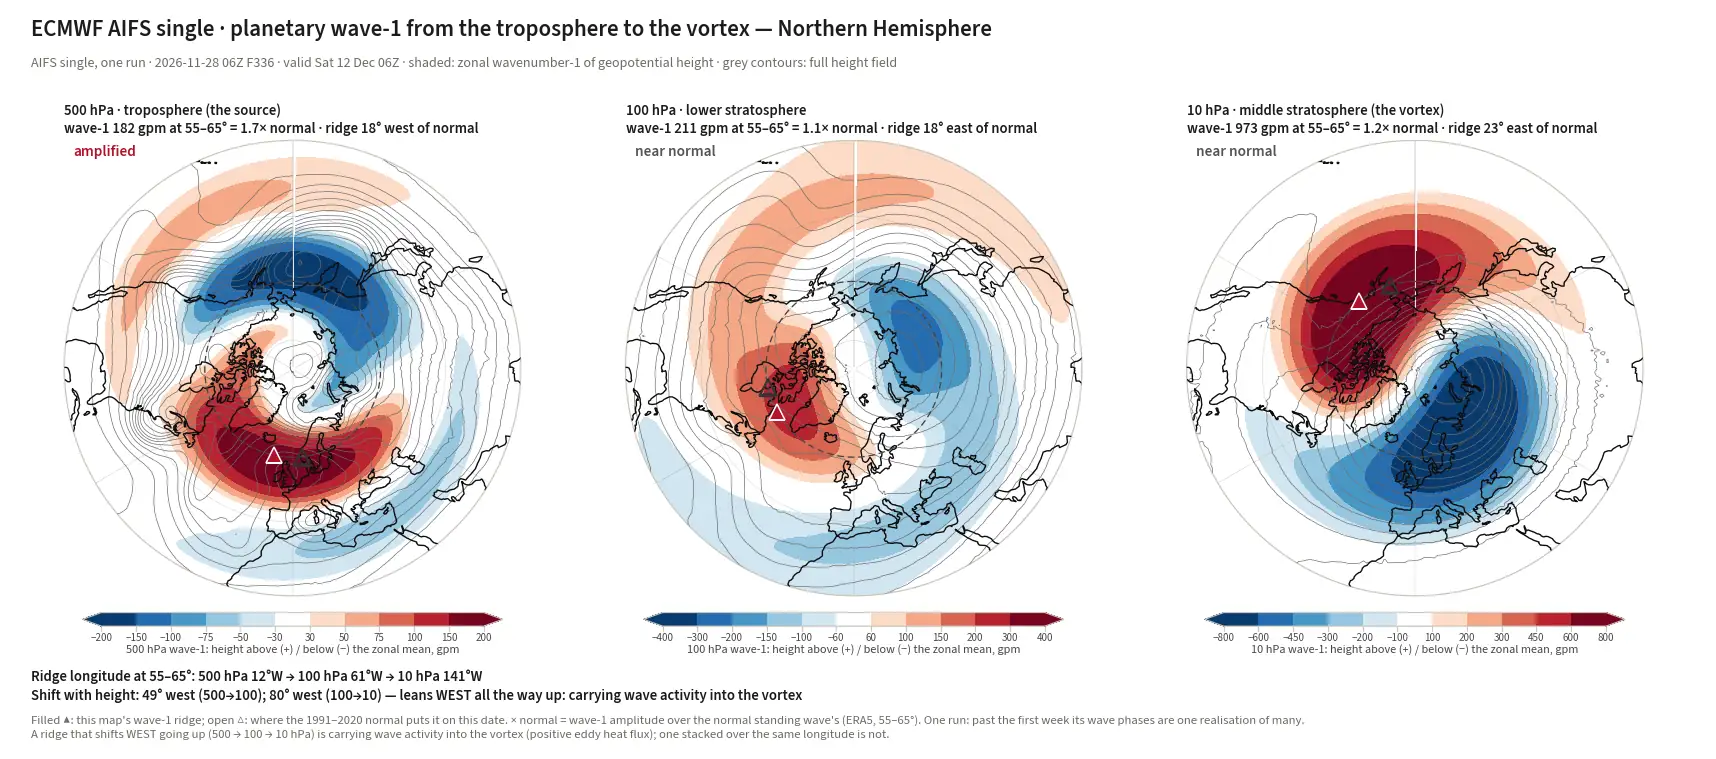 ECMWF AIFS single · planetary wave-1 from the troposphere to the vortex — Northern Hemisphere
AIFS single, one run · 2026-11-28 06Z F336 · valid Sat 12 Dec 06Z · shaded: zonal wavenumber-1 of geopotential height · grey contours: full height field
500 hPa · troposphere (the source)
wave-1 182 gpm at 55–65° = 1.7× normal · ridge 18° west of normal
amplified
100 hPa · lower stratosphere
wave-1 211 gpm at 55–65° = 1.1× normal · ridge 18° east of normal
near normal
10 hPa · middle stratosphere (the vortex)
wave-1 973 gpm at 55–65° = 1.2× normal · ridge 23° east of normal
near normal
−200 −150 −100 −75 −50 −30 30 50 75 100 150 200
500 hPa wave-1: height above (+) / below (−) the zonal mean, gpm
−400 −300 −200 −150 −100 −60 60 100 150 200 300 400
100 hPa wave-1: height above (+) / below (−) the zonal mean, gpm
−800 −600 −450 −300 −200 −100 100 200 300 450 600 800
10 hPa wave-1: height above (+) / below (−) the zonal mean, gpm
Ridge longitude at 55–65°: 500 hPa 12°W → 100 hPa 61°W → 10 hPa 141°W
Shift with height: 49° west (500→100); 80° west (100→10) — leans WEST all the way up: carrying wave activity into the vortex
Filled ▲: this map's wave-1 ridge; open △: where the 1991–2020 normal puts it on this date. × normal = wave-1 amplitude over the normal standing wave's (ERA5, 55–65°). One run: past the first week its wave phases are one realisation of many.
A ridge that shifts WEST going up (500 → 100 → 10 hPa) is carrying wave activity into the vortex (positive eddy heat flux); one stacked over the same longitude is not.